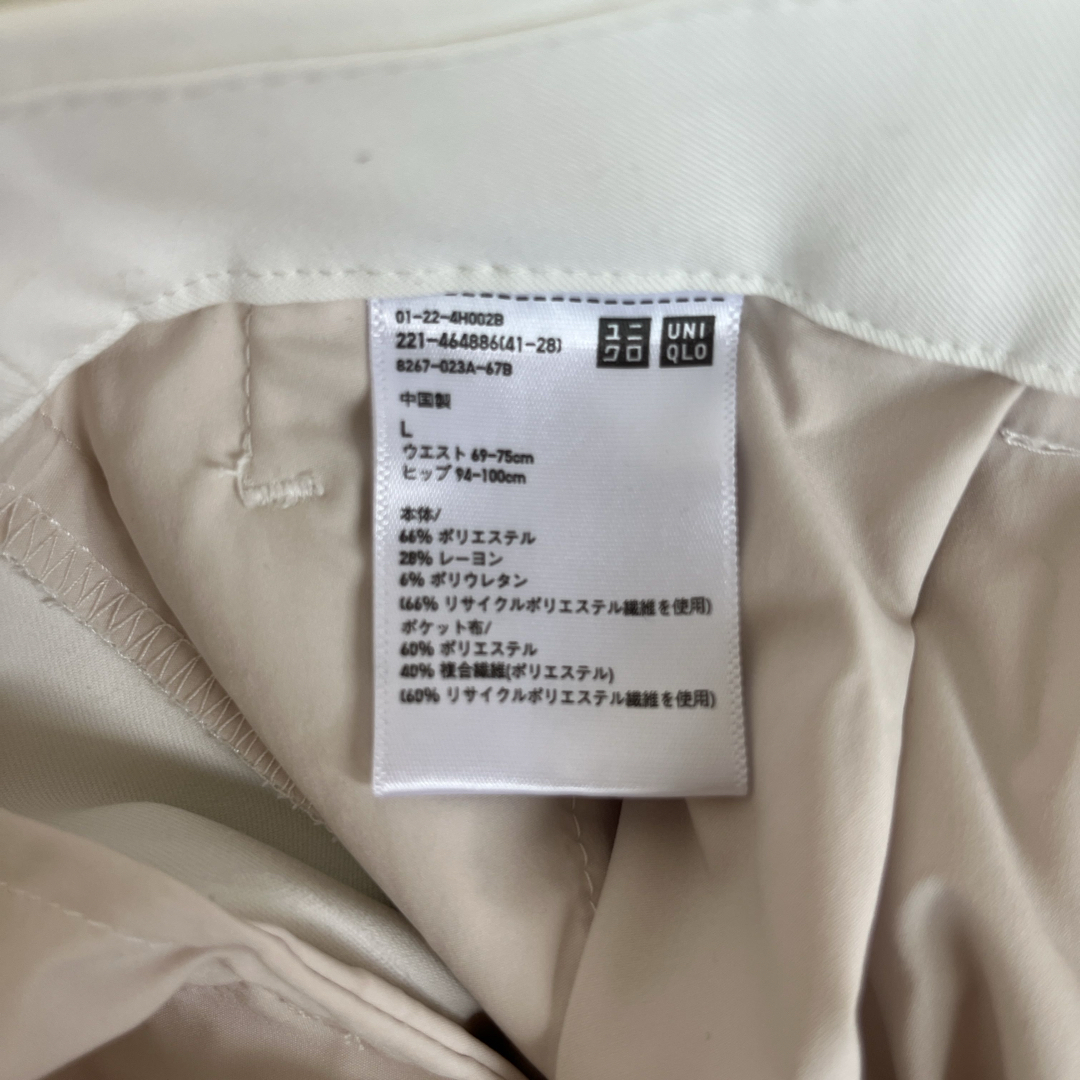 01-22-4H002B
221-464886(41-28)
8267-023A-67B
ユニ
クロ
UNI
QLO
中国製
L
ウエスト 69-75cm
ヒップ 94-100cm
本体/
66% ポリエステル
28% レーヨン
6% ポリウレタン
(66% リサイクルポリエステル繊維を使用)
ポケット布/
60% ポリエステル
40% 複合繊維(ポリエステル)
(60% リサイクルポリエステル繊維を使用)